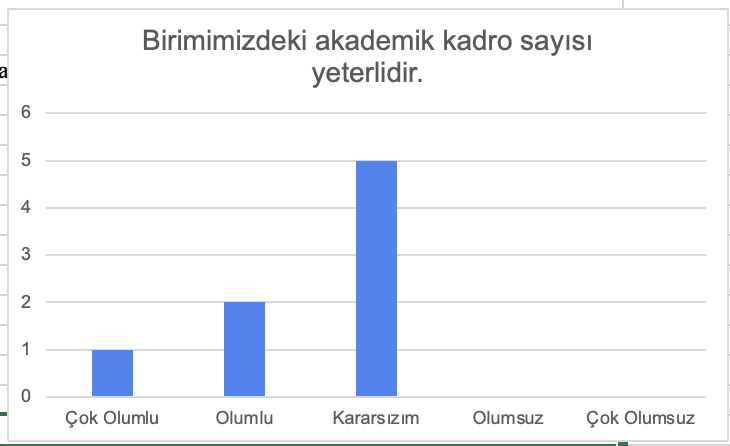 Birimimizdeki akademik kadro sayısı
yeterlidir.
6
5
4
3
2
1
0
Çok Olumlu
Olumlu
Kararsızım
Olumsuz
Çok Olumsuz
a